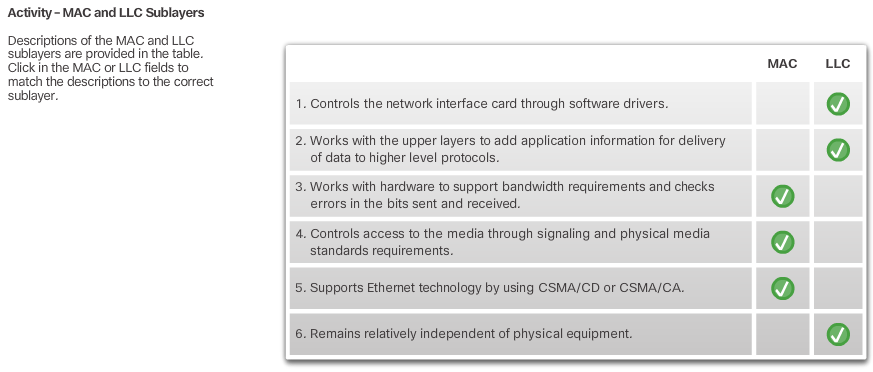 Activity – MAC and LLC Sublayers
Descriptions of the MAC and LLC
sublayers are provided in the table.
Click in the MAC or LLC fields to
match the descriptions to the correct
sublayer.
MAC LLC
1. Controls the network interface card through software drivers.
2. Works with the upper layers to add application information for delivery
of data to higher level protocols.
3. Works with hardware to support bandwidth requirements and checks
errors in the bits sent and received.
4. Controls access to the media through signaling and physical media
standards requirements.
5. Supports Ethernet technology by using CSMA/CD or CSMA/CA.
6. Remains relatively independent of physical equipment.